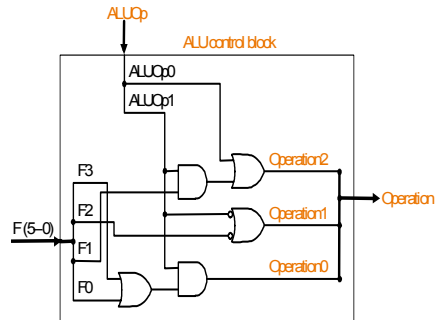 ALUOp
ALU control block
ALUOp0
ALUOp1
Operation2
F3
Operation
F2
Operation1
F (5–0)
F1
Operation0
F0